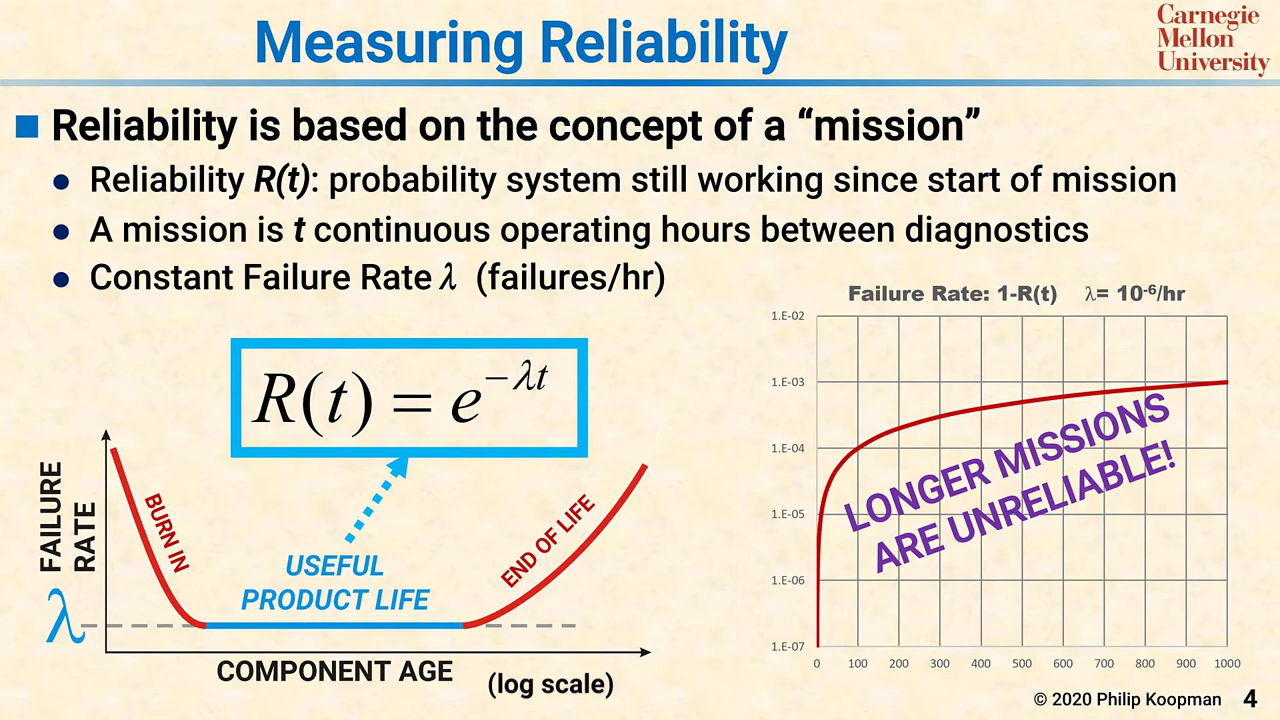 Measuring Reliability
Carnegie
Mellon
University
Reliability is based on the concept of a “mission”
Reliability R(t): probability system still working since start of mission
A mission is t continuous operating hours between diagnostics
Constant Failure Rate λ (failures/hr)
R(t) = e^{-λt}
FAILURE
RATE
λ
BURN IN
USEFUL
PRODUCT LIFE
END OF LIFE
COMPONENT AGE
(log scale)
Failure Rate: 1-R(t) λ= 10⁻⁶/hr
1.E-02
1.E-03
1.E-04
1.E-05
1.E-06
1.E-07
0 100 200 300 400 500 600 700 800 900 1000
LONGER MISSIONS
ARE UNRELIABLE!
© 2020 Philip Koopman 4